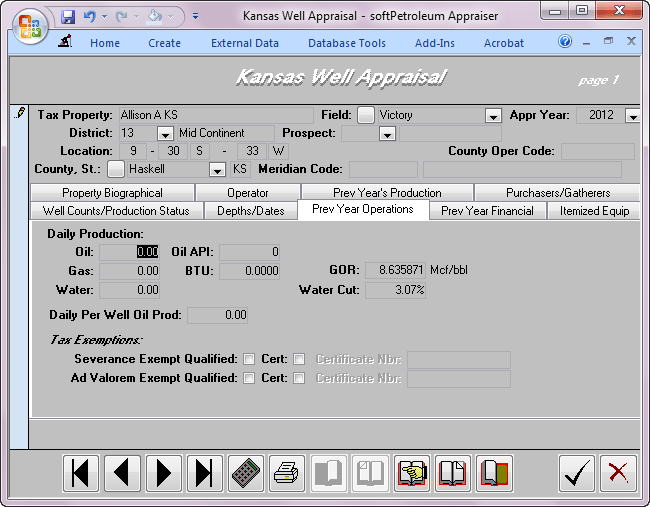 Kansas Well Appraisal - softPetroleum Appraiser
Home Create External Data Database Tools Add-Ins Acrobat
Kansas Well Appraisal page 1
Tax Property: Allison A KS Field: Victory Appr Year: 2012
District: 13 Mid Continent Prospect:
Location: 9 - 30 S - 33 W County Oper Code:
County, St.: Haskell KS Meridian Code:
Property Biographical Operator Prev Year's Production Purchasers/Gatherers
Well Counts/Production Status Depths/Dates Prev Year Operations Prev Year Financial Itemized Equip
Daily Production:
Oil: 0.00 Oil API: 0
Gas: 0.00 BTU: 0.0000 GOR: 8.635871 Mcf/bbl
Water: 0.00 Water Cut: 3.07%
Daily Per Well Oil Prod: 0.00
Tax Exemptions:
Severance Exempt Qualified: Cert: Certificate Nbr:
Ad Valorem Exempt Qualified: Cert: Certificate Nbr: